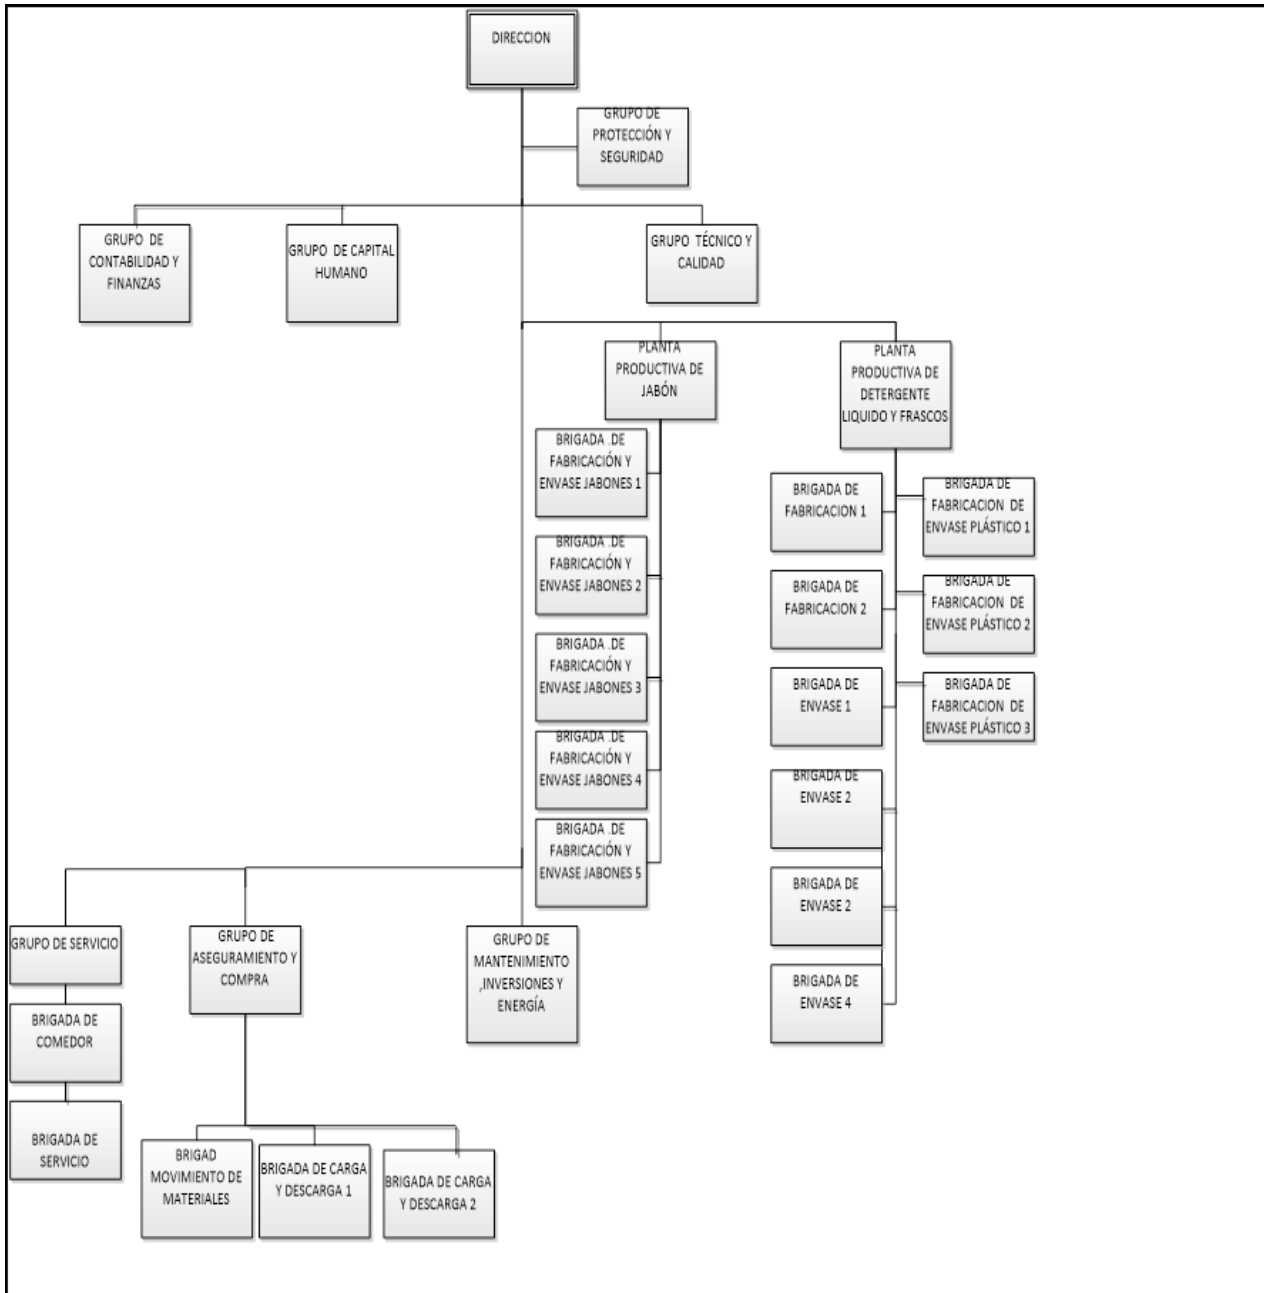 DIRECCION
GRUPO DE
PROTECCIÓN Y
SEGURIDAD
GRUPO DE
CONTABILIDAD Y
FINANZAS
GRUPO DE CAPITAL
HUMANO
GRUPO TÉCNICO Y
CALIDAD
PLANTA
PRODUCTIVA DE
JABÓN
PLANTA
PRODUCTIVA DE
DETERGENTE
LIQUIDO Y FRASCOS
BRIGADA .DE
FABRICACIÓN Y
ENVASE JABONES 1
BRIGADA .DE
FABRICACIÓN Y
ENVASE JABONES 2
BRIGADA .DE
FABRICACIÓN Y
ENVASE JABONES 3
BRIGADA .DE
FABRICACIÓN Y
ENVASE JABONES 4
BRIGADA .DE
FABRICACIÓN Y
ENVASE JABONES 5
BRIGADA DE
FABRICACION 1
BRIGADA DE
FABRICACION 2
BRIGADA DE
ENVASE 1
BRIGADA DE
ENVASE 2
BRIGADA DE
ENVASE 2
BRIGADA DE
ENVASE 4
BRIGADA DE
FABRICACION DE
ENVASE PLÁSTICO 1
BRIGADA DE
FABRICACION DE
ENVASE PLÁSTICO 2
BRIGADA DE
FABRICACION DE
ENVASE PLÁSTICO 3
GRUPO DE SERVICIO
GRUPO DE
ASEGURAMIENTO Y
COMPRA
GRUPO DE
MANTENIMIENTO
,INVERSIONES Y
ENERGÍA
BRIGADA DE
COMEDOR
BRIGADA DE
SERVICIO
BRIGAD
MOVIMIENTO DE
MATERIALES
BRIGADA DE CARGA
Y DESCARGA 1
BRIGADA DE CARGA
Y DESCARGA 2